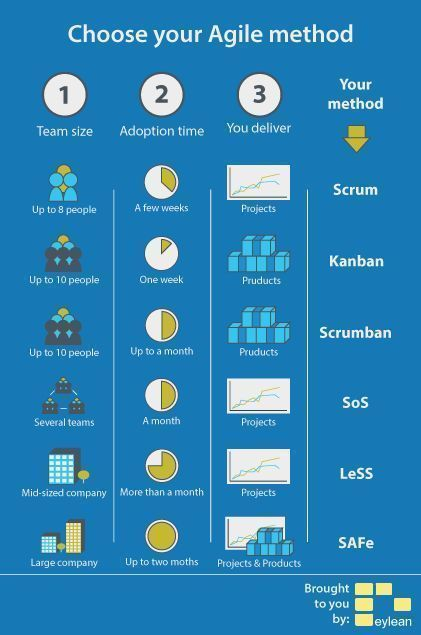 Choose your Agile method
1 2 3 Your
method
Team size Adoption time You deliver
Up to 8 people A few weeks Projects Scrum
Up to 10 people One week Pruducts Kanban
Up to 10 people Up to a month Pruducts Scrumban
Several teams A month Projects SoS
Mid-sized company More than a month Projects LeSS
Large company Up to two moths Projects & Products SAFe
Brought
to you
by: eylean